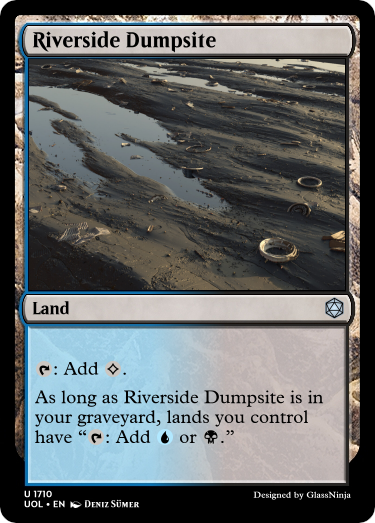 Riverside Dumpsite
Land
: Add .
As long as Riverside Dumpsite is in
your graveyard, lands you control
have “: Add or .”
U 1710
UOL • EN DENIZ SÜMER
Designed by GlassNinja